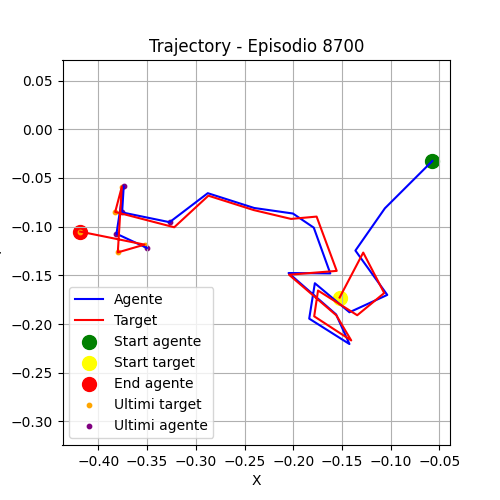 Trajectory - Episodio 8700
0.05
0.00
−0.05
−0.10
−0.15
−0.20
−0.25
−0.30
Agente
Target
Start agente
Start target
End agente
Ultimi target
Ultimi agente
−0.40 −0.35 −0.30 −0.25 −0.20 −0.15 −0.10 −0.05
X